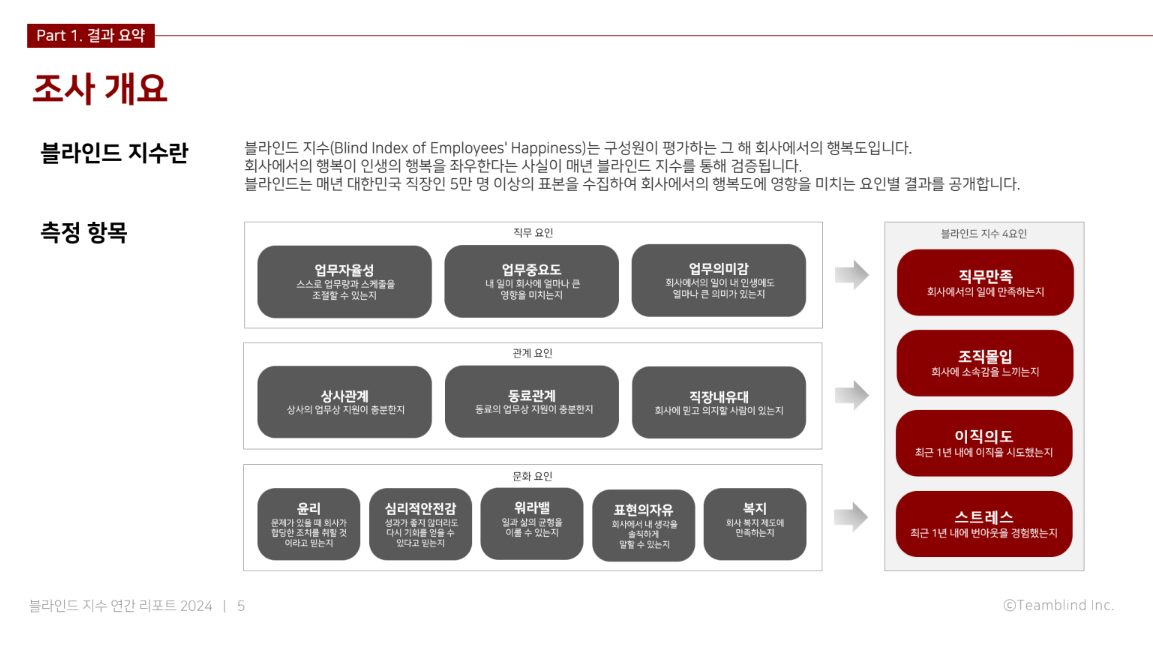 Part 1. 결과 요약
조사 개요
블라인드 지수란
블라인드 지수(Blind Index of Employees' Happiness)는 구성원이 평가하는 그 해 회사에서의 행복도입니다.
회사에서의 행복이 인생의 행복을 좌우한다는 사실이 매년 블라인드 지수를 통해 검증됩니다.
블라인드는 매년 대한민국 직장인 5만 명 이상의 표본을 수집하여 회사에서의 행복도에 영향을 미치는 요인별 결과를 공개합니다.
측정 항목
직무 요인
업무자율성
스스로 업무량과 스케줄을
조절할 수 있는지
업무중요도
내 일이 회사에 얼마나 큰
영향을 미치는지
업무의미감
회사에서의 일이 내 인생에도
얼마나 큰 의미가 있는지
관계 요인
상사관계
상사의 업무상 지원이 충분한지
동료관계
동료의 업무상 지원이 충분한지
직장내유대
회사에 믿고 의지할 사람이 있는지
문화 요인
윤리
문제가 있을 때 회사가
합당한 조치를 취할 것
이라고 믿는지
심리적안전감
성과가 좋지 않더라도
다시 기회를 얻을 수
있다고 믿는지
워라밸
일과 삶의 균형을
이룰 수 있는지
표현의자유
회사에서 내 생각을
솔직하게
말할 수 있는지
복지
회사 복지 제도에
만족하는지
블라인드 지수 4요인
직무만족
회사에서의 일에 만족하는지
조직몰입
회사에 소속감을 느끼는지
이직의도
최근 1년 내에 이직을 시도했는지
스트레스
최근 1년 내에 번아웃을 경험했는지
블라인드 지수 연간 리포트 2024 | 5
©Teamblind Inc.